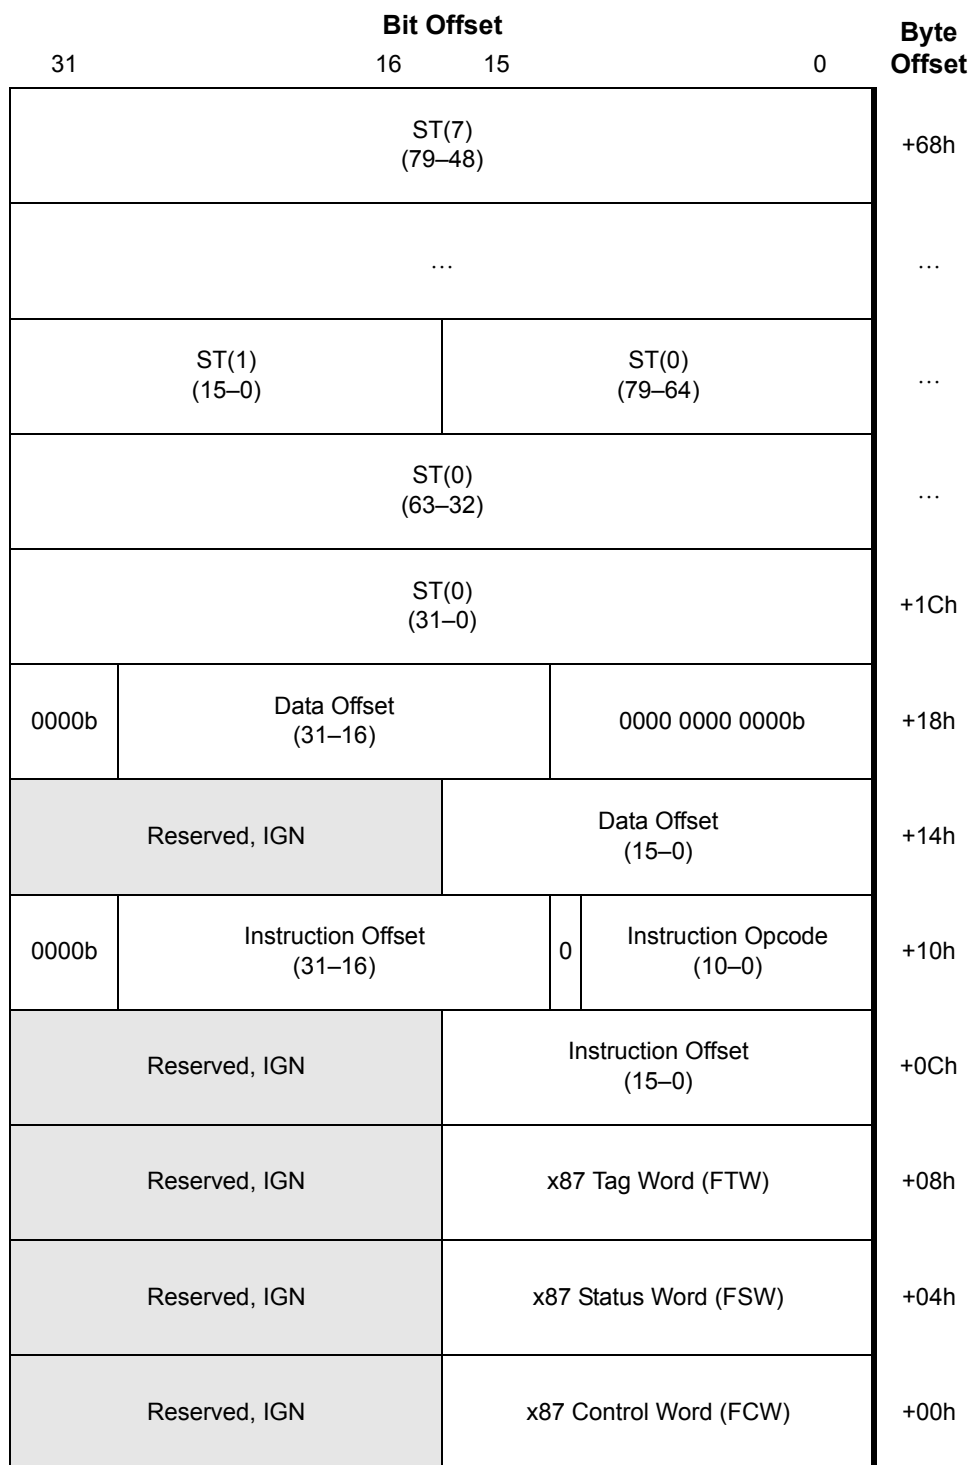 Bit Offset
Byte
Offset
31 16 15 0
ST(7)
(79–48)
+68h
...
...
ST(1)
(15–0)
ST(0)
(79–64)
...
ST(0)
(63–32)
...
ST(0)
(31–0)
+1Ch
0000b
Data Offset
(31–16)
0000 0000 0000b
+18h
Reserved, IGN
Data Offset
(15–0)
+14h
0000b
Instruction Offset
(31–16)
0
Instruction Opcode
(10–0)
+10h
Reserved, IGN
Instruction Offset
(15–0)
+0Ch
Reserved, IGN
x87 Tag Word (FTW)
+08h
Reserved, IGN
x87 Status Word (FSW)
+04h
Reserved, IGN
x87 Control Word (FCW)
+00h